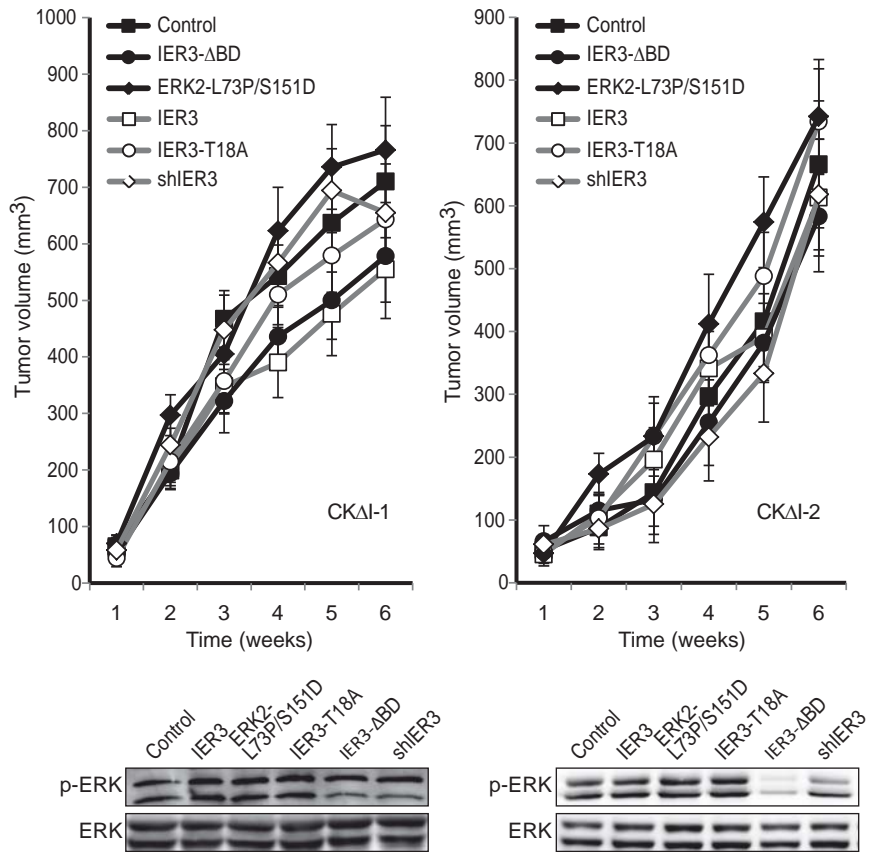 1000
900
800
700
600
500
400
300
200
100
0
Tumor volume (mm3)
Control
IER3-ΔBD
ERK2-L73P/S151D
IER3
IER3-T18A
shIER3
CKΔI-1
1 2 3 4 5 6
Time (weeks)
900
800
700
600
500
400
300
200
100
0
Tumor volume (mm3)
Control
IER3-ΔBD
ERK2-L73P/S151D
IER3
IER3-T18A
shIER3
CKΔI-2
1 2 3 4 5 6
Time (weeks)
Control
IER3
ERK2-
L73P/S151D
IER3-T18A
IER3-ΔBD
shIER3
p-ERK
ERK
Control
IER3
ERK2-
L73P/S151D
IER3-T18A
IER3-ΔBD
shIER3
p-ERK
ERK